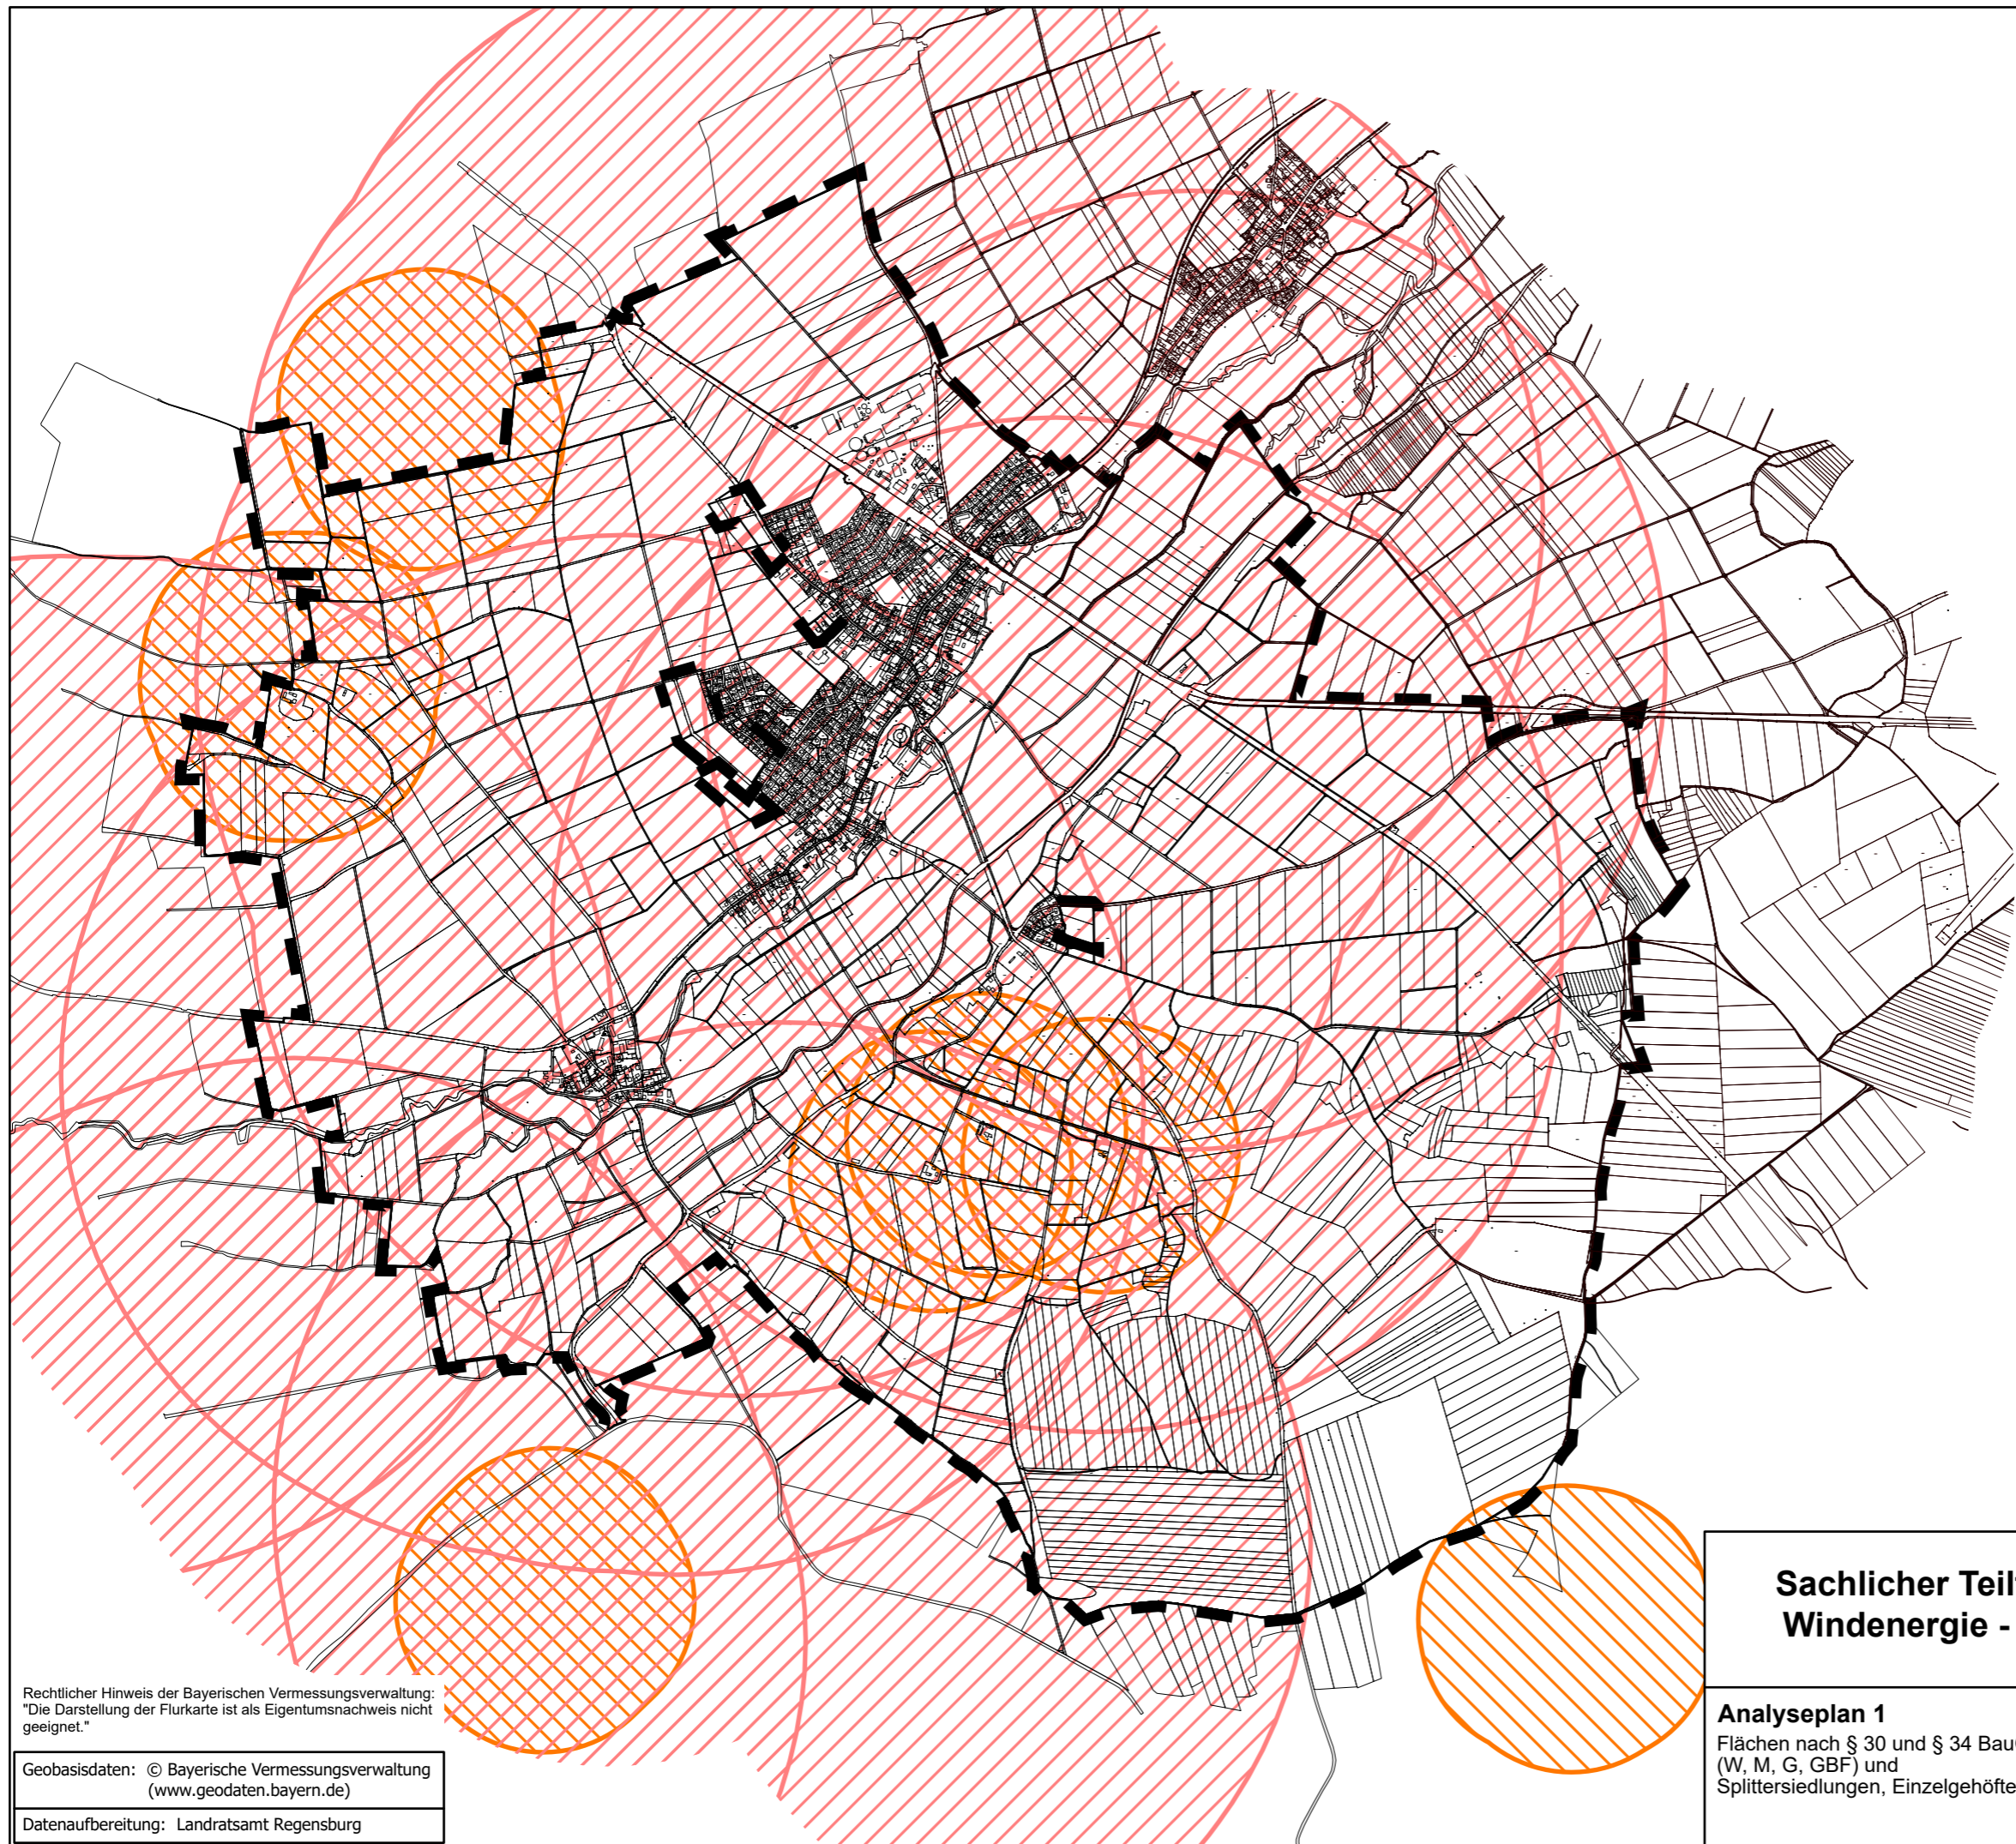 Rechtlicher Hinweis der Bayerischen Vermessungsverwaltung:
"Die Darstellung der Flurkarte ist als Eigentumsnachweis nicht
geeignet."
Geobasisdaten: © Bayerische Vermessungsverwaltung
(www.geodaten.bayern.de)
Datenaufbereitung: Landratsamt Regensburg
Sachlicher Teil
Windenergie -
Analyseplan 1
Flächen nach § 30 und § 34 Bau
(W, M, G, GBF) und
Splittersiedlungen, Einzelgehöfte